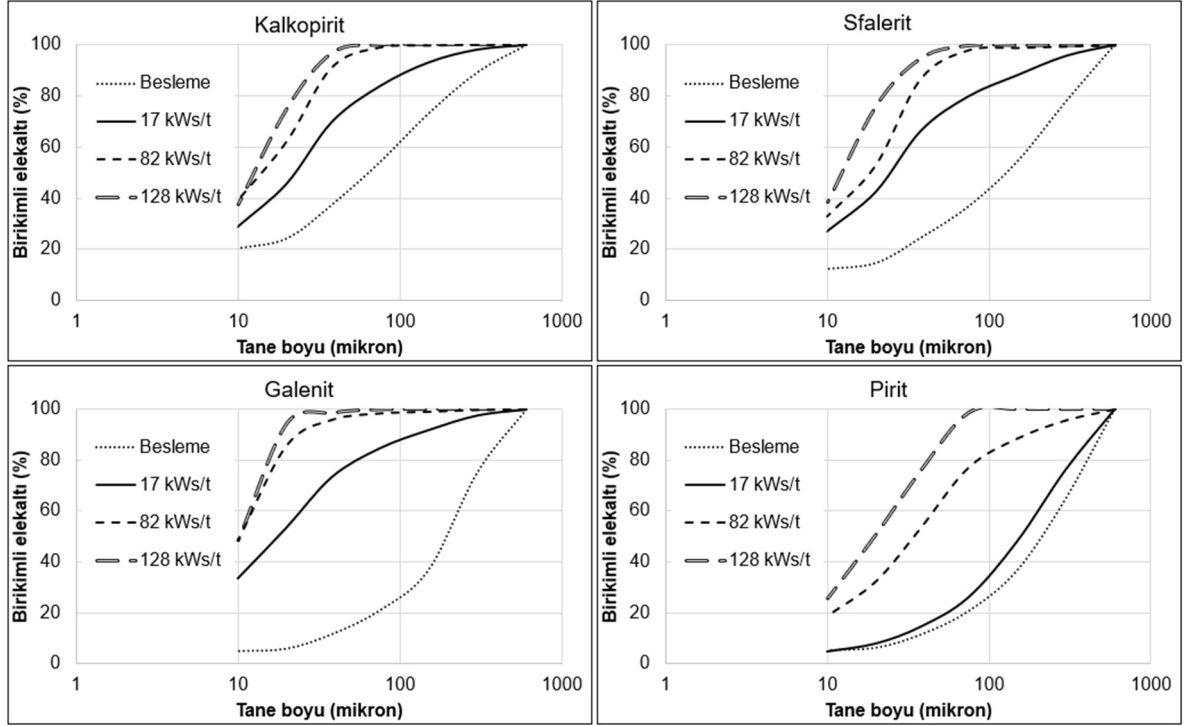 Kalkopirit
Birikimli elekaltı (%)
100
80
60
40
20
0
Besleme
17 kWs/t
82 kWs/t
128 kWs/t
1 10 100 1000
Tane boyu (mikron)
Sfalerit
Birikimli elekaltı (%)
100
80
60
40
20
0
Besleme
17 kWs/t
82 kWs/t
128 kWs/t
1 10 100 1000
Tane boyu (mikron)
Galenit
Birikimli elekaltı (%)
100
80
60
40
20
0
Besleme
17 kWs/t
82 kWs/t
128 kWs/t
1 10 100 1000
Tane boyu (mikron)
Pirit
Birikimli elekaltı (%)
100
80
60
40
20
0
Besleme
17 kWs/t
82 kWs/t
128 kWs/t
1 10 100 1000
Tane boyu (mikron)